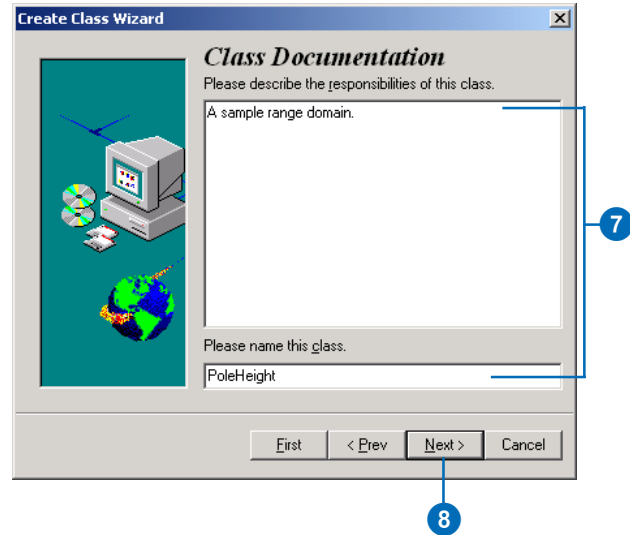 Create Class Wizard
Class Documentation
Please describe the responsibilities of this class.
A sample range domain.
7
Please name this class.
PoleHeight
First
< Prev
Next >
Cancel
8